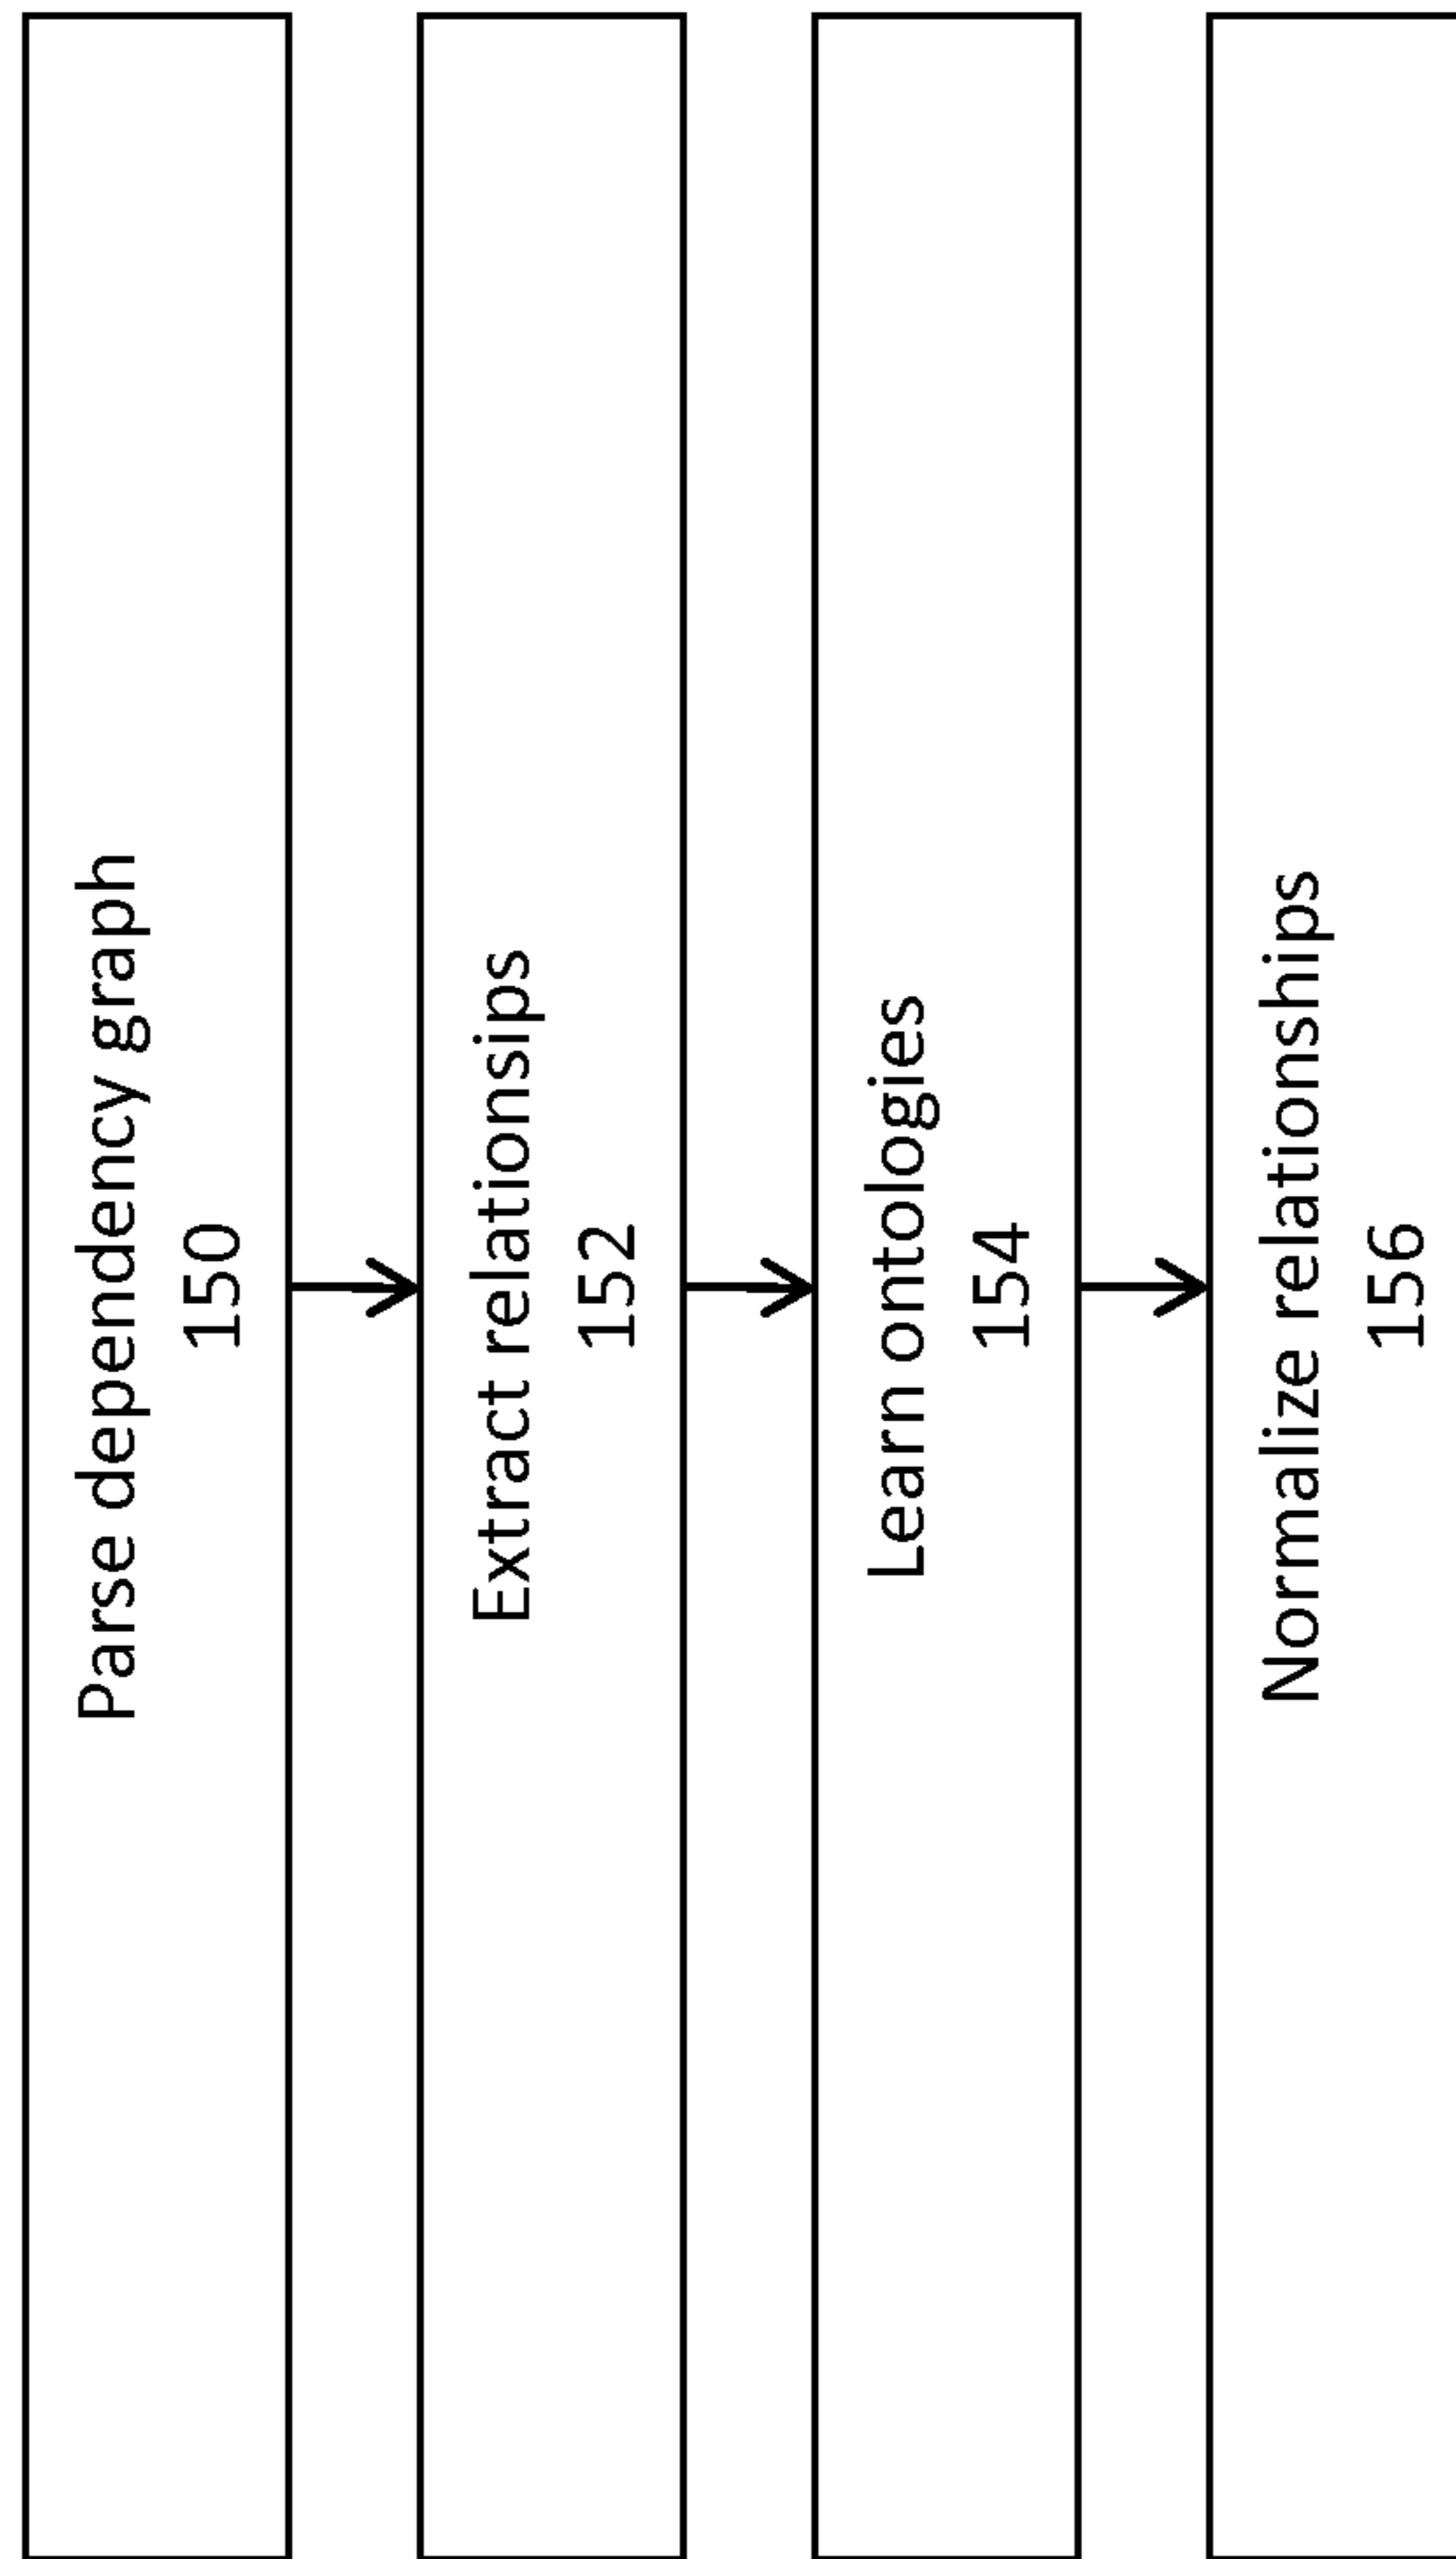 Parse dependency graph
150
Extract relationsips
152
Learn ontologies
154
Normalize relationships
156